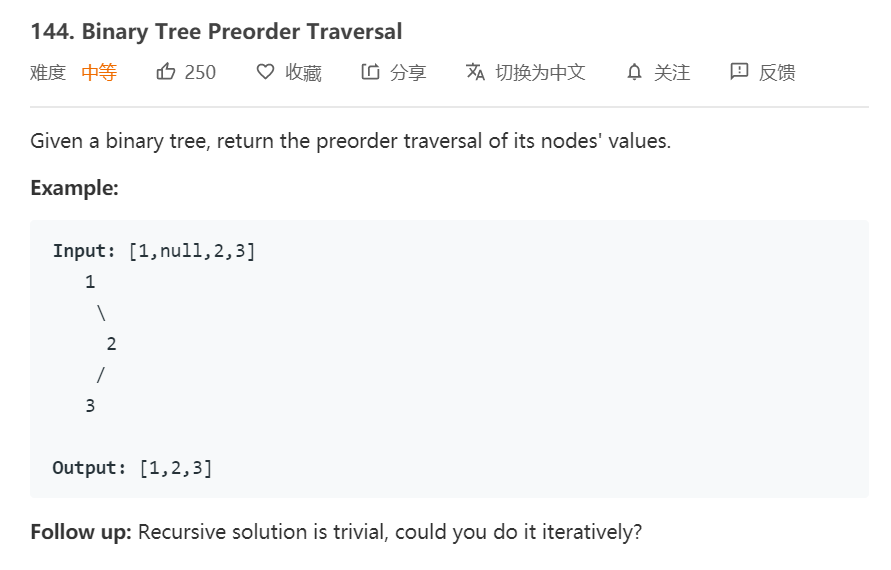 144. Binary Tree Preorder Traversal
难度 中等 250 收藏 分享 切换为中文 关注 反馈
Given a binary tree, return the preorder traversal of its nodes' values.
Example:
Input: [1,null,2,3]
1
\
2
/
3
Output: [1,2,3]
Follow up: Recursive solution is trivial, could you do it iteratively?